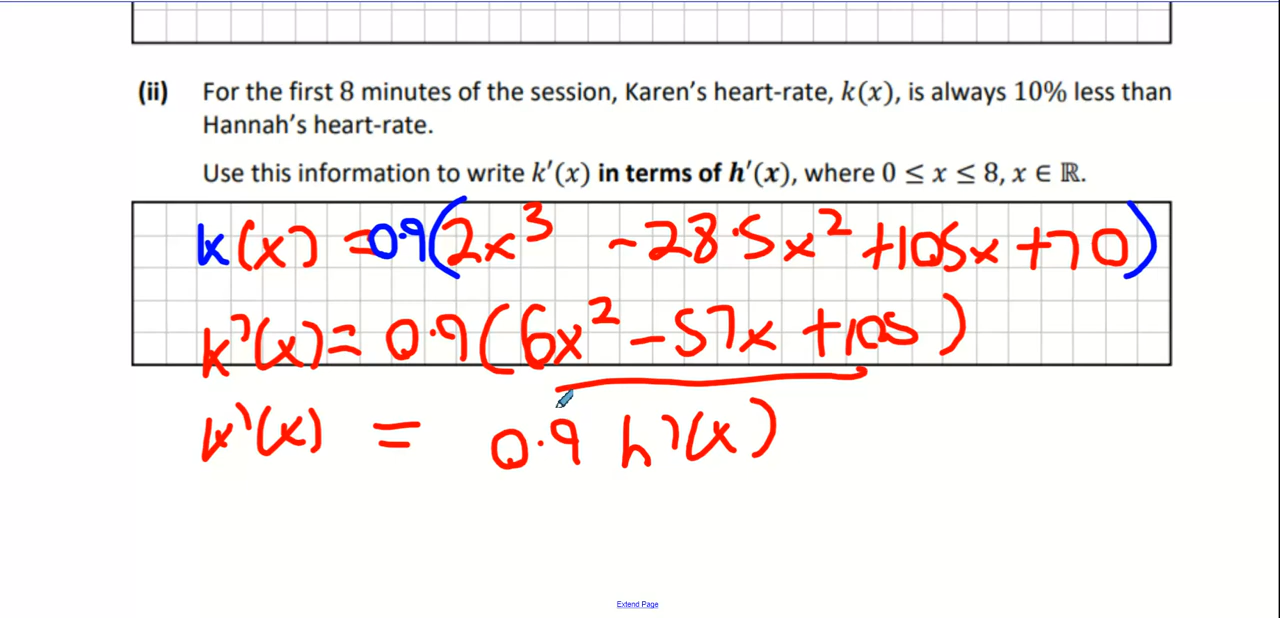 (ii) For the first 8 minutes of the session, Karen's heart-rate, k(x), is always 10% less than
Hannah's heart-rate.
Use this information to write k′(x) in terms of h′(x), where 0 ≤ x ≤ 8, x ∈ ℝ.
k(x) = 0.9(2x³ - 28.5x² + 105x + 70)
k'(x) = 0.9(6x² - 57x + 105)
k'(x) = 0.9 h'(x)
Extend Page